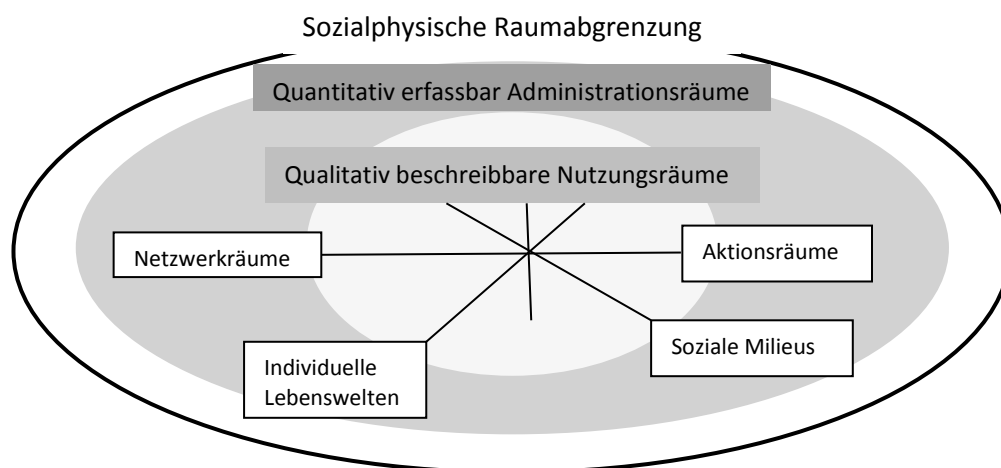 Sozialphysische Raumabgrenzung
Quantitativ erfassbar Administrationsräume
Qualitativ beschreibbare Nutzungsräume
Netzwerkräume
Aktionsräume
Individuelle
Lebenswelten
Soziale Milieus